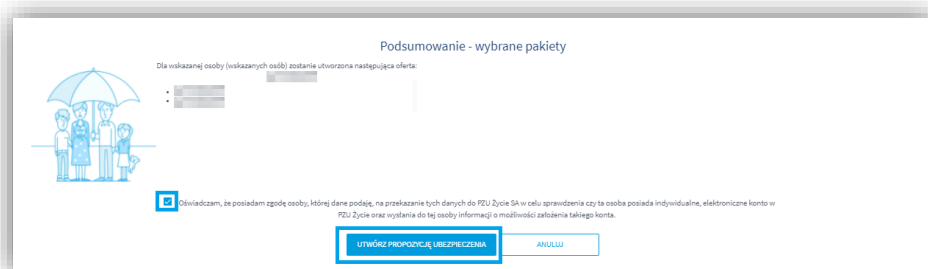 Podsumowanie - wybrane pakiety
Dla wskazanej osoby (wskazanych osób) zostanie utworzona następująca oferta:
Oświadczam, że posiadam zgodę osoby, której dane podaję, na przekazanie tych danych do PZU Życie SA w celu sprawdzenia czy ta osoba posiada indywidualne, elektroniczne konto w
PZU Życie oraz wysłania do tej osoby informacji o możliwości założenia takiego konta.
UTWÓRZ PROPOZYCJĘ UBEZPIECZENIA
ANULUJ